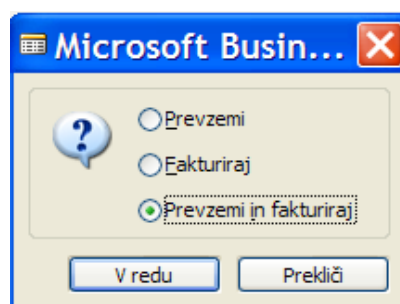 Microsoft Busin...
Prevzemi
Fakturiraj
Prevzemi in fakturiraj
V redu
Prekliči